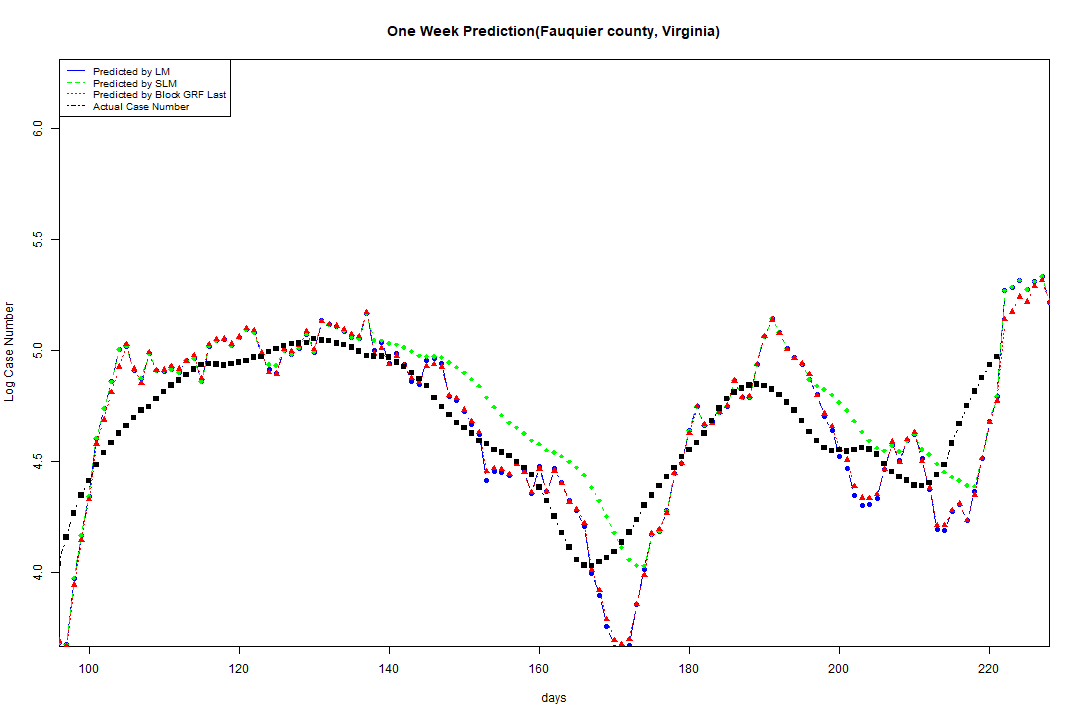 One Week Prediction(Fauquier county, Virginia)
Predicted by LM
Predicted by SLM
Predicted by Block GRF Last
Actual Case Number
6.0
5.5
5.0
4.5
4.0
Log Case Number
100 120 140 160 180 200 220
days